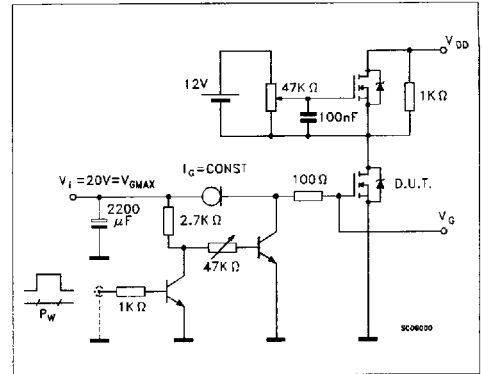 V_DD
12V
47KΩ
1KΩ
100nF
I_G=CONST
V_i =20V=V_GMAX
100Ω
D.U.T.
2200
μF
2.7KΩ
V_G
47KΩ
P_W
1KΩ
SC06000